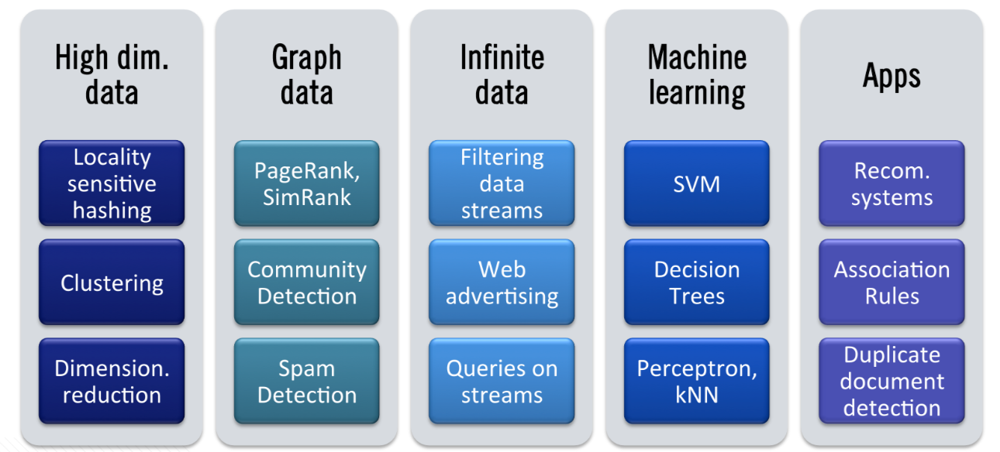 High dim.
data
Locality
sensitive
hashing
Clustering
Dimension.
reduction
Graph
data
PageRank,
SimRank
Community
Detection
Spam
Detection
Infinite
data
Filtering
data
streams
Web
advertising
Queries on
streams
Machine
learning
SVM
Decision
Trees
Perceptron,
kNN
Apps
Recom.
systems
Association
Rules
Duplicate
document
detection